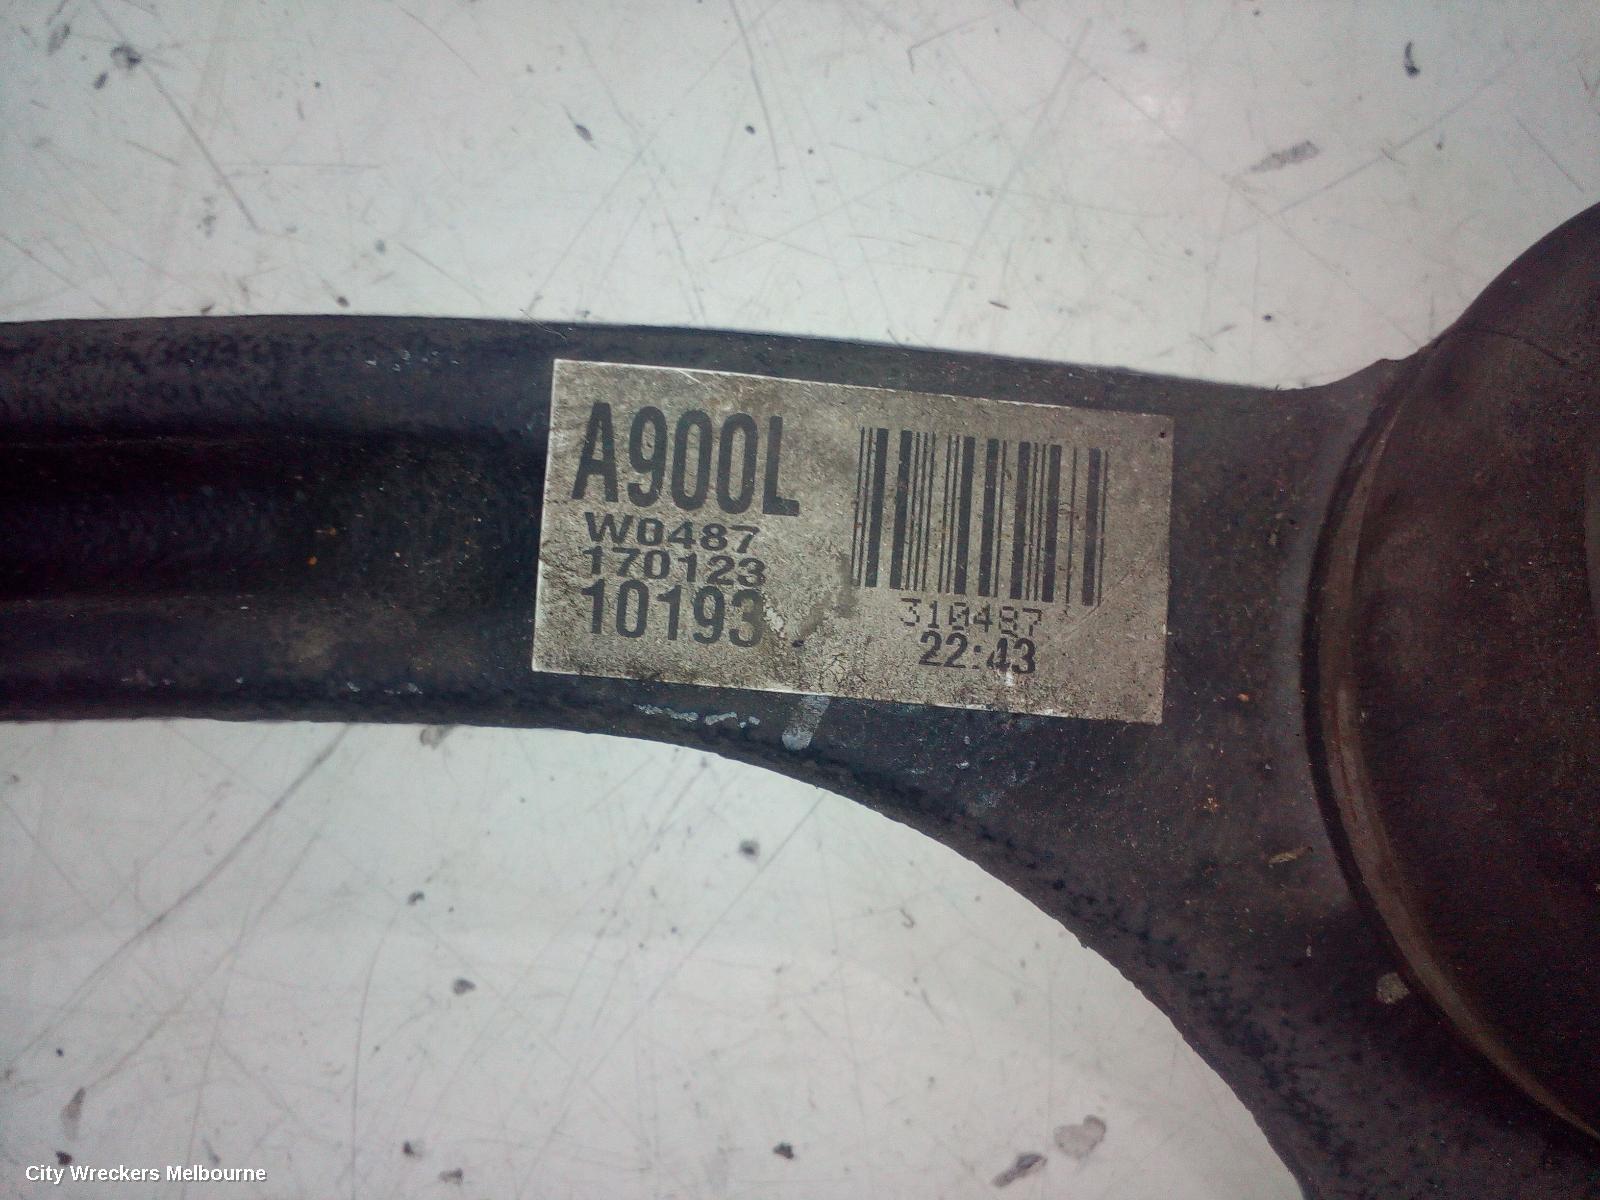 A900L
W0487
170123
10193
310487
22:43
City Wreckers Melbourne